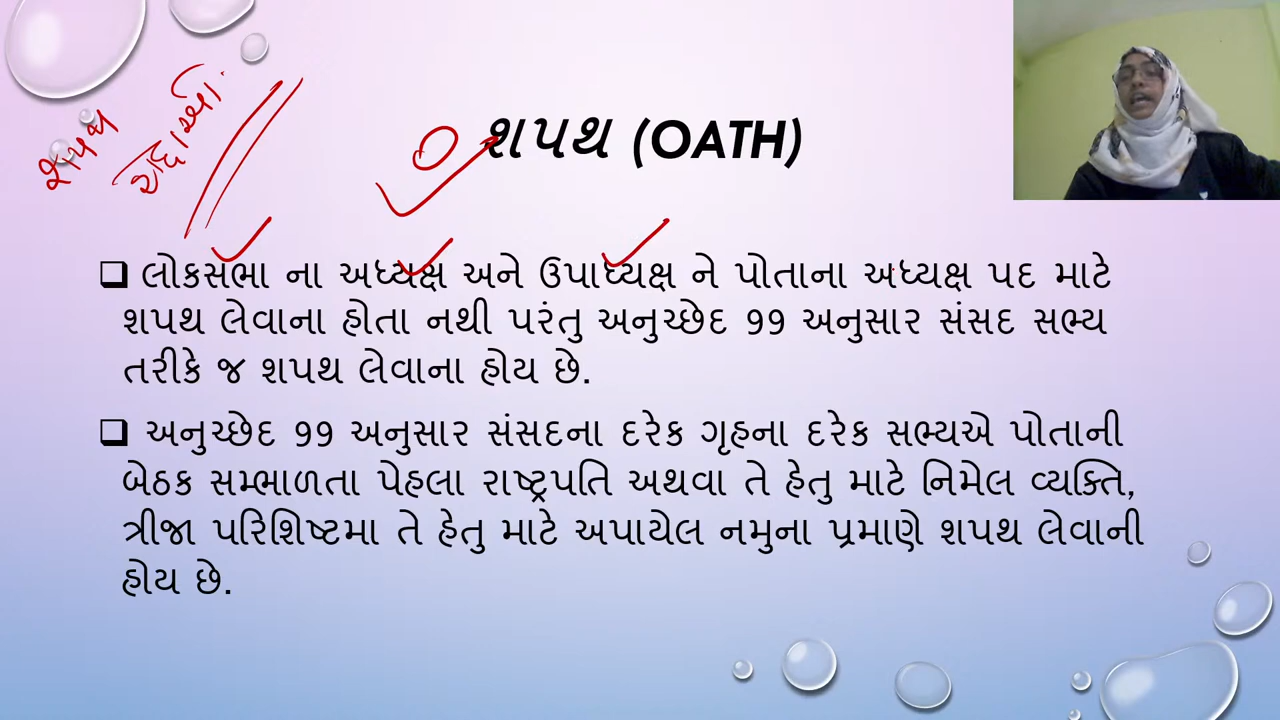 શપથ
શપથ (OATH)
❑ લોકસભા ના અધ્યક્ષ અને ઉપાધ્યક્ષ ને પોતાના અધ્યક્ષ પદ માટે
શપથ લેવાના હોતા નથી પરંતુ અનુચ્છેદ 99 અનુસાર સંસદ સભ્ય
તરીકે જ શપથ લેવાના હોય છે.
❑ અનુચ્છેદ 99 અનુસાર સંસદના દરેક ગૃહના દરેક સભ્યએ પોતાની
બેઠક સમ્ભાળતા પેહલા રાષ્ટ્રપતિ અથવા તે હેતુ માટે નિમેલ વ્યક્તિ,
ત્રીજા પરિશિષ્ટમા તે હેતુ માટે અપાયેલ નમુના પ્રમાણે શપથ લેવાની
હોય છે.